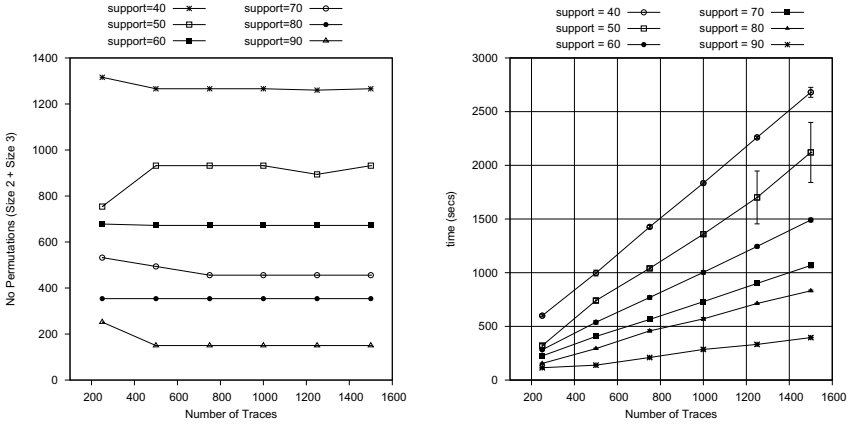 support=40
support=50
support=60
support=70
support=80
support=90
No Permutations (Size 2 + Size 3)
1400
1200
1000
800
600
400
200
0
200 400 600 800 1000 1200 1400 1600
Number of Traces
support = 40
support = 50
support = 60
support = 70
support = 80
support = 90
time (secs)
3000
2500
2000
1500
1000
500
0
200 400 600 800 1000 1200 1400 1600
Number of Traces